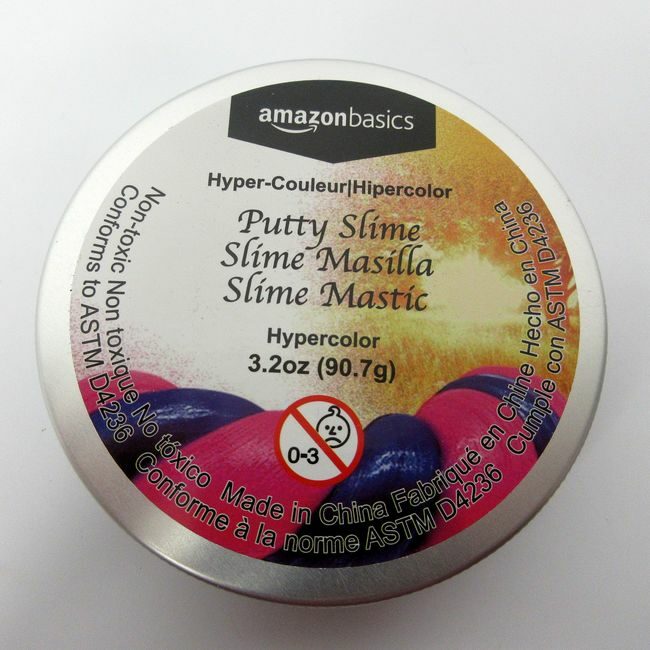 amazonbasics
Hyper-Couleur|Hipercolor
Putty Slime
Slime Masilla
Slime Mastic
Hypercolor
3.2oz (90.7g)
0-3
Non-toxic Non toxique No tóxico Made in China Fabriqué en Chine Hecho en China
Conforms to ASTM D4236 Conforme à la norme ASTM D4236 Cumple con ASTM D4236